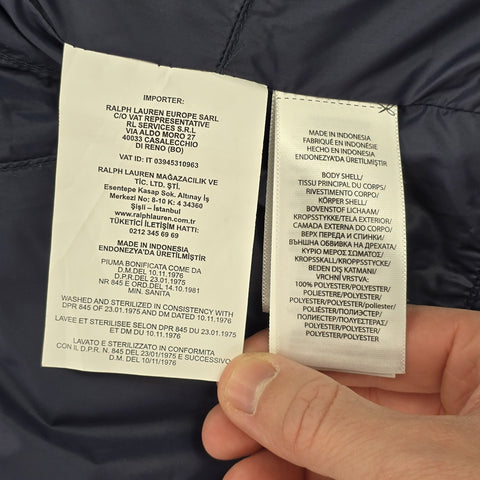 IMPORTER:
RALPH LAUREN EUROPE SARL
C/O VAT REPRESENTATIVE
RL SERVICES S.R.L
VIA ALDO MORO 27
40033 CASALECCHIO
DI RENO (BO)
VAT ID: IT 03945310963
RALPH LAUREN MAĞAZACILIK VE
TİC. LTD. ŞTİ.
Esentepe Kasap Sok. Altınay İş
Merkezi No: 8-10 K: 4 34360
Şişli – İstanbul
www.ralphlauren.com
TÜKETİCİ İLETİŞİM HATTI:
0212 345 69 69
MADE IN INDONESIA
ENDONEZYA'DA ÜRETİLMİŞTİR
PIUMA BONIFICATA COME DA
D.M.DEL 10.11.1976
DPR.DEL 23.01.1975
NR 845 E ORD.DEL 14.10.1981
MIN. SANITA
WASHED AND STERILIZED IN CONSISTENCY WITH
DPR 845 OF 23.01.1975 AND DM DATED 10.11.1976
LAVEE ET STERILISEE SELON DPR 845 DU 23.01.1975
ET DM DU 10.11.1976
LAVATO E STERILIZZATO IN CONFORMITA
CON IL D.P.R. N. 845 DEL 23/01/1975 E SUCCESSIVO
D.M. DEL 10/11/1976
MADE IN INDONESIA
FABRIQUÉ EN INDONÉSIE
HECHO EN INDONESIA
ENDONEZYA'DA ÜRETİLMİŞTİR
BODY SHELL/
TISSU PRINCIPAL DU CORPS/
RIVESTIMENTO CORPO/
KÖRPER SHELL/
BOVENSTOF LICHAAM/
KROPPSSTYKKE/TELA EXTERIOR/
CAMADA EXTERNA DO CORPO/
ВЕРХ ПЕРЕДА И СПИНКИ/
ВЪНШНА ОБВИВКА НА ДРЕХАТА/
ΚΥΡΙΟ ΜΕΡΟΣ ΣΩΜΑΤΟΣ/
KROPSSKALL/KROPPSSTYCKE/
BEDEN DIŞ KATMANI/
VRCHNÍ VRSTVA:
100% POLYESTER/POLYESTER/
POLYESTER/POLIESTERE/
POLYESTER/POLYESTER/
POLYESTER/POLYESTER/poliester/
POLYESTER/ПОЛИЭСТЕР/
ПОЛИЕСТЕР/ΠΟΛΥΕΣΤΕΡΑΣ/
POLYESTER/POLYESTER/
POLYESTER/POLYESTER